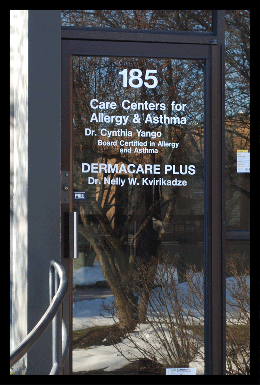 185
Care Centers for
Allergy & Asthma
Dr. Cynthia Yango
Board Certified in Allergy
and Asthma
DERMACARE PLUS
Dr. Nelly W. Kvirikadze
PULL